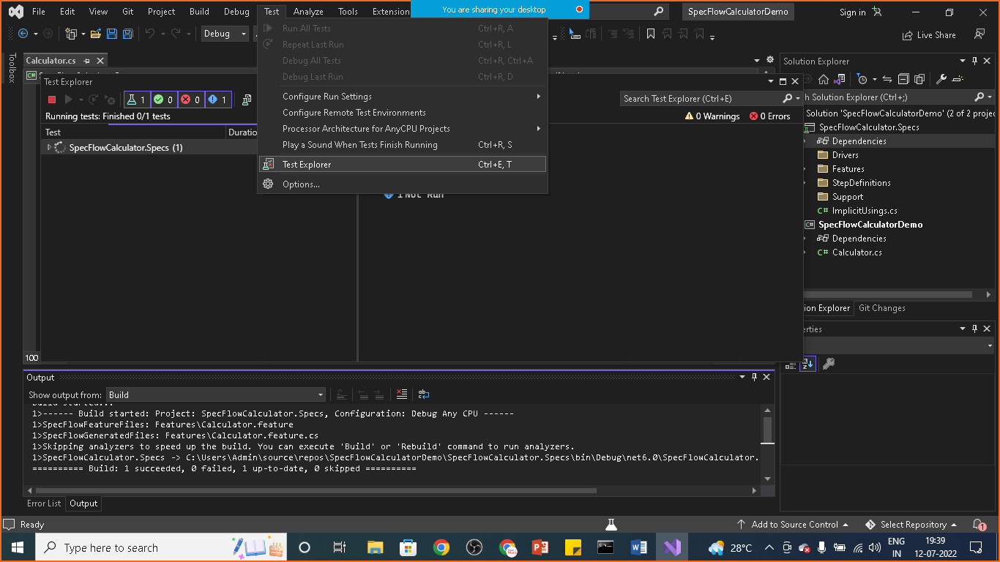 File Edit View Git Project Build Debug Test Analyze Tools Extension
You are sharing your desktop
SpecFlowCalculatorDemo
Sign in
Debug
Live Share
Toolbox
Calculator.cs
Test Explorer
1 0 0 1
Running tests: Finished 0/1 tests
Test Duratio
SpecFlowCalculator.Specs (1)
Run All Tests Ctrl+R, A
Repeat Last Run Ctrl+R, L
Debug All Tests Ctrl+R, Ctrl+A
Debug Last Run Ctrl+R, D
Configure Run Settings
Configure Remote Test Environments
Processor Architecture for AnyCPU Projects
Play a Sound When Tests Finish Running Ctrl+R, S
Test Explorer Ctrl+E, T
Options...
1 Not Run
Search Test Explorer (Ctrl+E)
0 Warnings 0 Errors
Solution Explorer
h Solution Explorer (Ctrl+;)
Solution 'SpecFlowCalculatorDemo' (2 of 2 projec
SpecFlowCalculator.Specs
Dependencies
Drivers
Features
StepDefinitions
Support
ImplicitUsings.cs
SpecFlowCalculatorDemo
Dependencies
Calculator.cs
ion Explorer Git Changes
erties
100
Output
Show output from: Build
Build started...
1>------ Build started: Project: SpecFlowCalculator.Specs, Configuration: Debug Any CPU ------
1>SpecFlowFeatureFiles: Features\Calculator.feature
1>SpecFlowGeneratedFiles: Features\Calculator.feature.cs
1>Skipping analyzers to speed up the build. You can execute 'Build' or 'Rebuild' command to run analyzers.
1>SpecFlowCalculator.Specs -> C:\Users\Admin\source\repos\SpecFlowCalculatorDemo\SpecFlowCalculator.Specs\bin\Debug\net6.0\SpecFlowCalculator.
========== Build: 1 succeeded, 0 failed, 1 up-to-date, 0 skipped ==========
Error List Output
Ready
Add to Source Control Select Repository 1
Type here to search
28°C
ENG
IN
19:39
12-07-2022